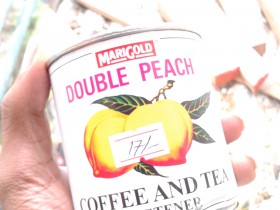 MARIGOLD
DOUBLE PEACH
17/-
COFFEE AND TEA